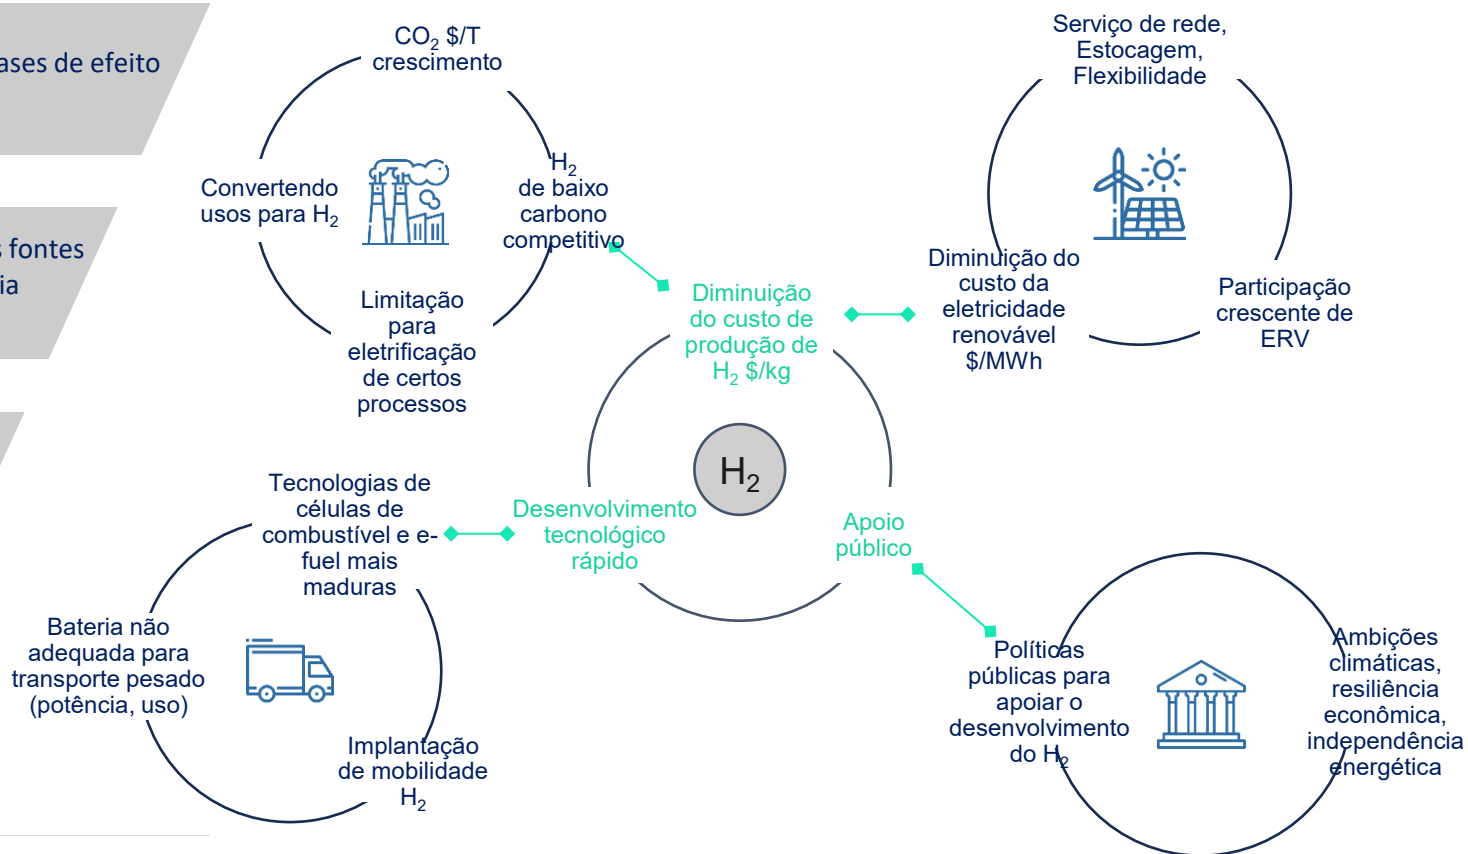 ases de efeito
s fontes
ia
CO₂ $/T
crescimento
Convertendo
usos para H₂
H₂
de baixo
carbono
competitivo
Limitação
para
eletrificação
de certos
processos
Serviço de rede,
Estocagem,
Flexibilidade
Diminuição do
custo da
eletricidade
renovável
$/MWh
Participação
crescente de
ERV
Diminuição
do custo de
produção de
H₂ $/kg
H₂
Desenvolvimento
tecnológico
rápido
Apoio
público
Tecnologias de
células de
combustível e e-
fuel mais
maduras
Bateria não
adequada para
transporte pesado
(potência, uso)
Implantação
de mobilidade
H₂
Políticas
públicas para
apoiar o
desenvolvimento
do H₂
Ambições
climáticas,
resiliência
econômica,
independência
energética